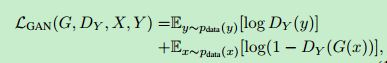 ℒ_GAN(G, D_Y, X, Y) = 𝔼_{y∼p_data(y)}[log D_Y(y)]
+𝔼_{x∼p_data(x)}[log(1 − D_Y(G(x))],